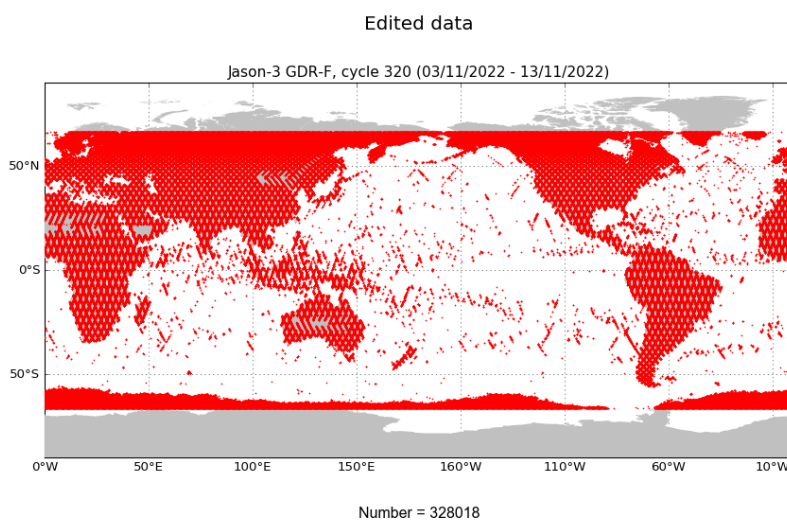 Edited data
Jason-3 GDR-F, cycle 320 (03/11/2022 - 13/11/2022)
50°N
0°S
50°S
0°W 50°E 100°E 150°E 160°W 110°W 60°W 10°W
Number = 328018